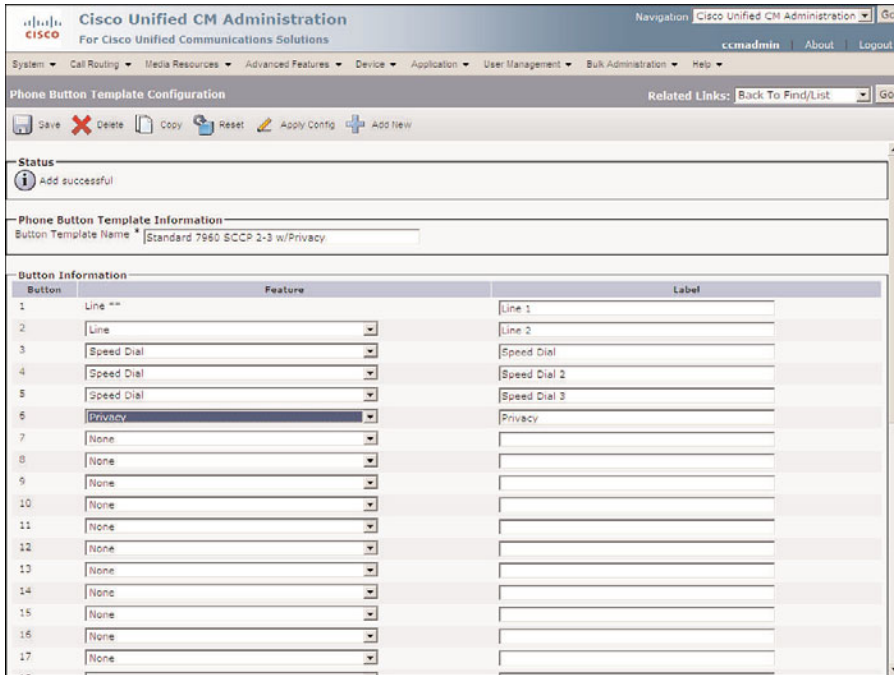 Cisco Unified CM Administration
For Cisco Unified Communications Solutions
CISCO
Navigation Cisco Unified CM Administration Go
ccmadmin | About | Logout
System Call Routing Media Resources Advanced Features Device Application User Management Bulk Administration Help
Phone Button Template Configuration
Related Links: Back To Find/List Go
Save Delete Copy Reset Apply Config Add New
Status
Add successful
Phone Button Template Information
Button Template Name * Standard 7960 SCCP 2-3 w/Privacy
Button Information
Button Feature Label
1 Line ** Line 1
2 Line Line 2
3 Speed Dial Speed Dial
4 Speed Dial Speed Dial 2
5 Speed Dial Speed Dial 3
6 Privacy Privacy
7 None
8 None
9 None
10 None
11 None
12 None
13 None
14 None
15 None
16 None
17 None